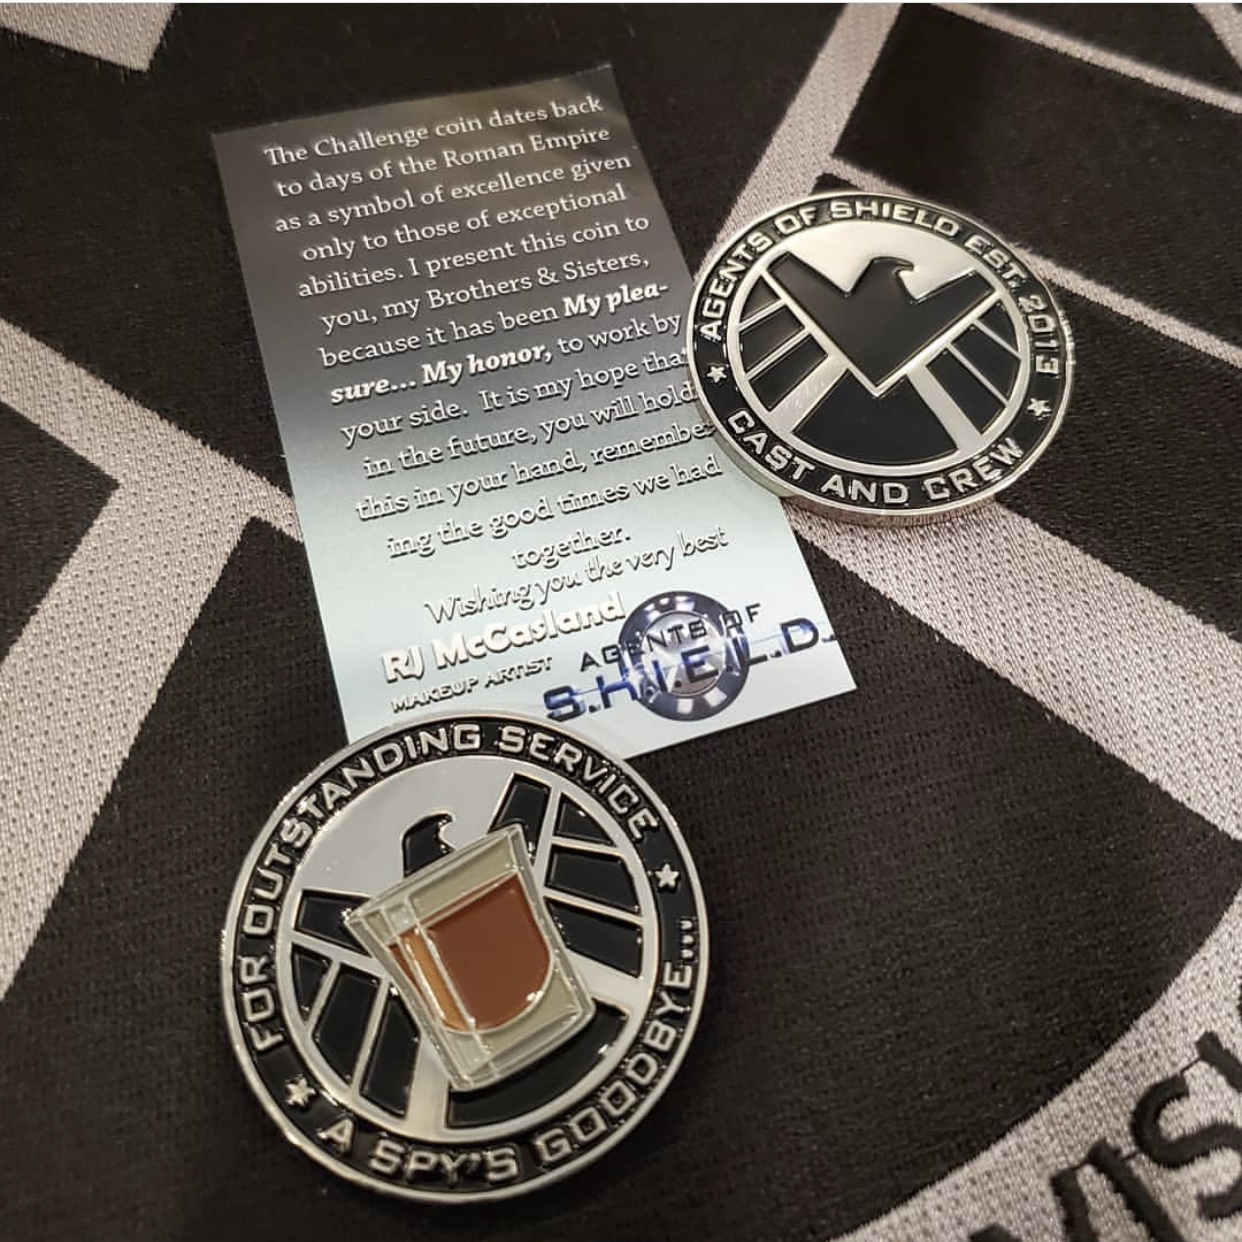 The Challenge coin dates back
to days of the Roman Empire
as a symbol of excellence given
only to those of exceptional
abilities. I present this coin to
you, my Brothers & Sisters,
because it has been My plea-
sure... My honor, to work by
your side. It is my hope that
in the future, you will hold
this in your hand, remember
ing the good times we had
together.
Wishing you the very best
RJ McCasland
MAKEUP ARTIST
AGENTS OF
S.H.I.E.L.D.
AGENTS OF SHIELD EST. 2013
CAST AND CREW
FOR OUTSTANDING SERVICE
A SPY'S GOODBYE...